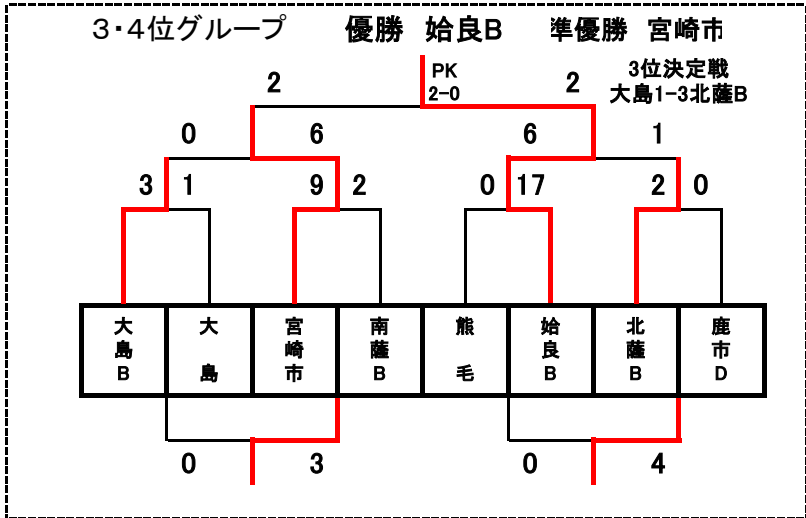 3・4位グループ 優勝 姶良B 準優勝 宮崎市
PK
2-0
3位決定戦
大島1-3北薩B
2 2
0 6 6 1
3 1 9 2 0 17 2 0
大島B 大島 宮崎市 南薩B 熊毛 姶良B 北薩B 鹿市D
0 3 0 4